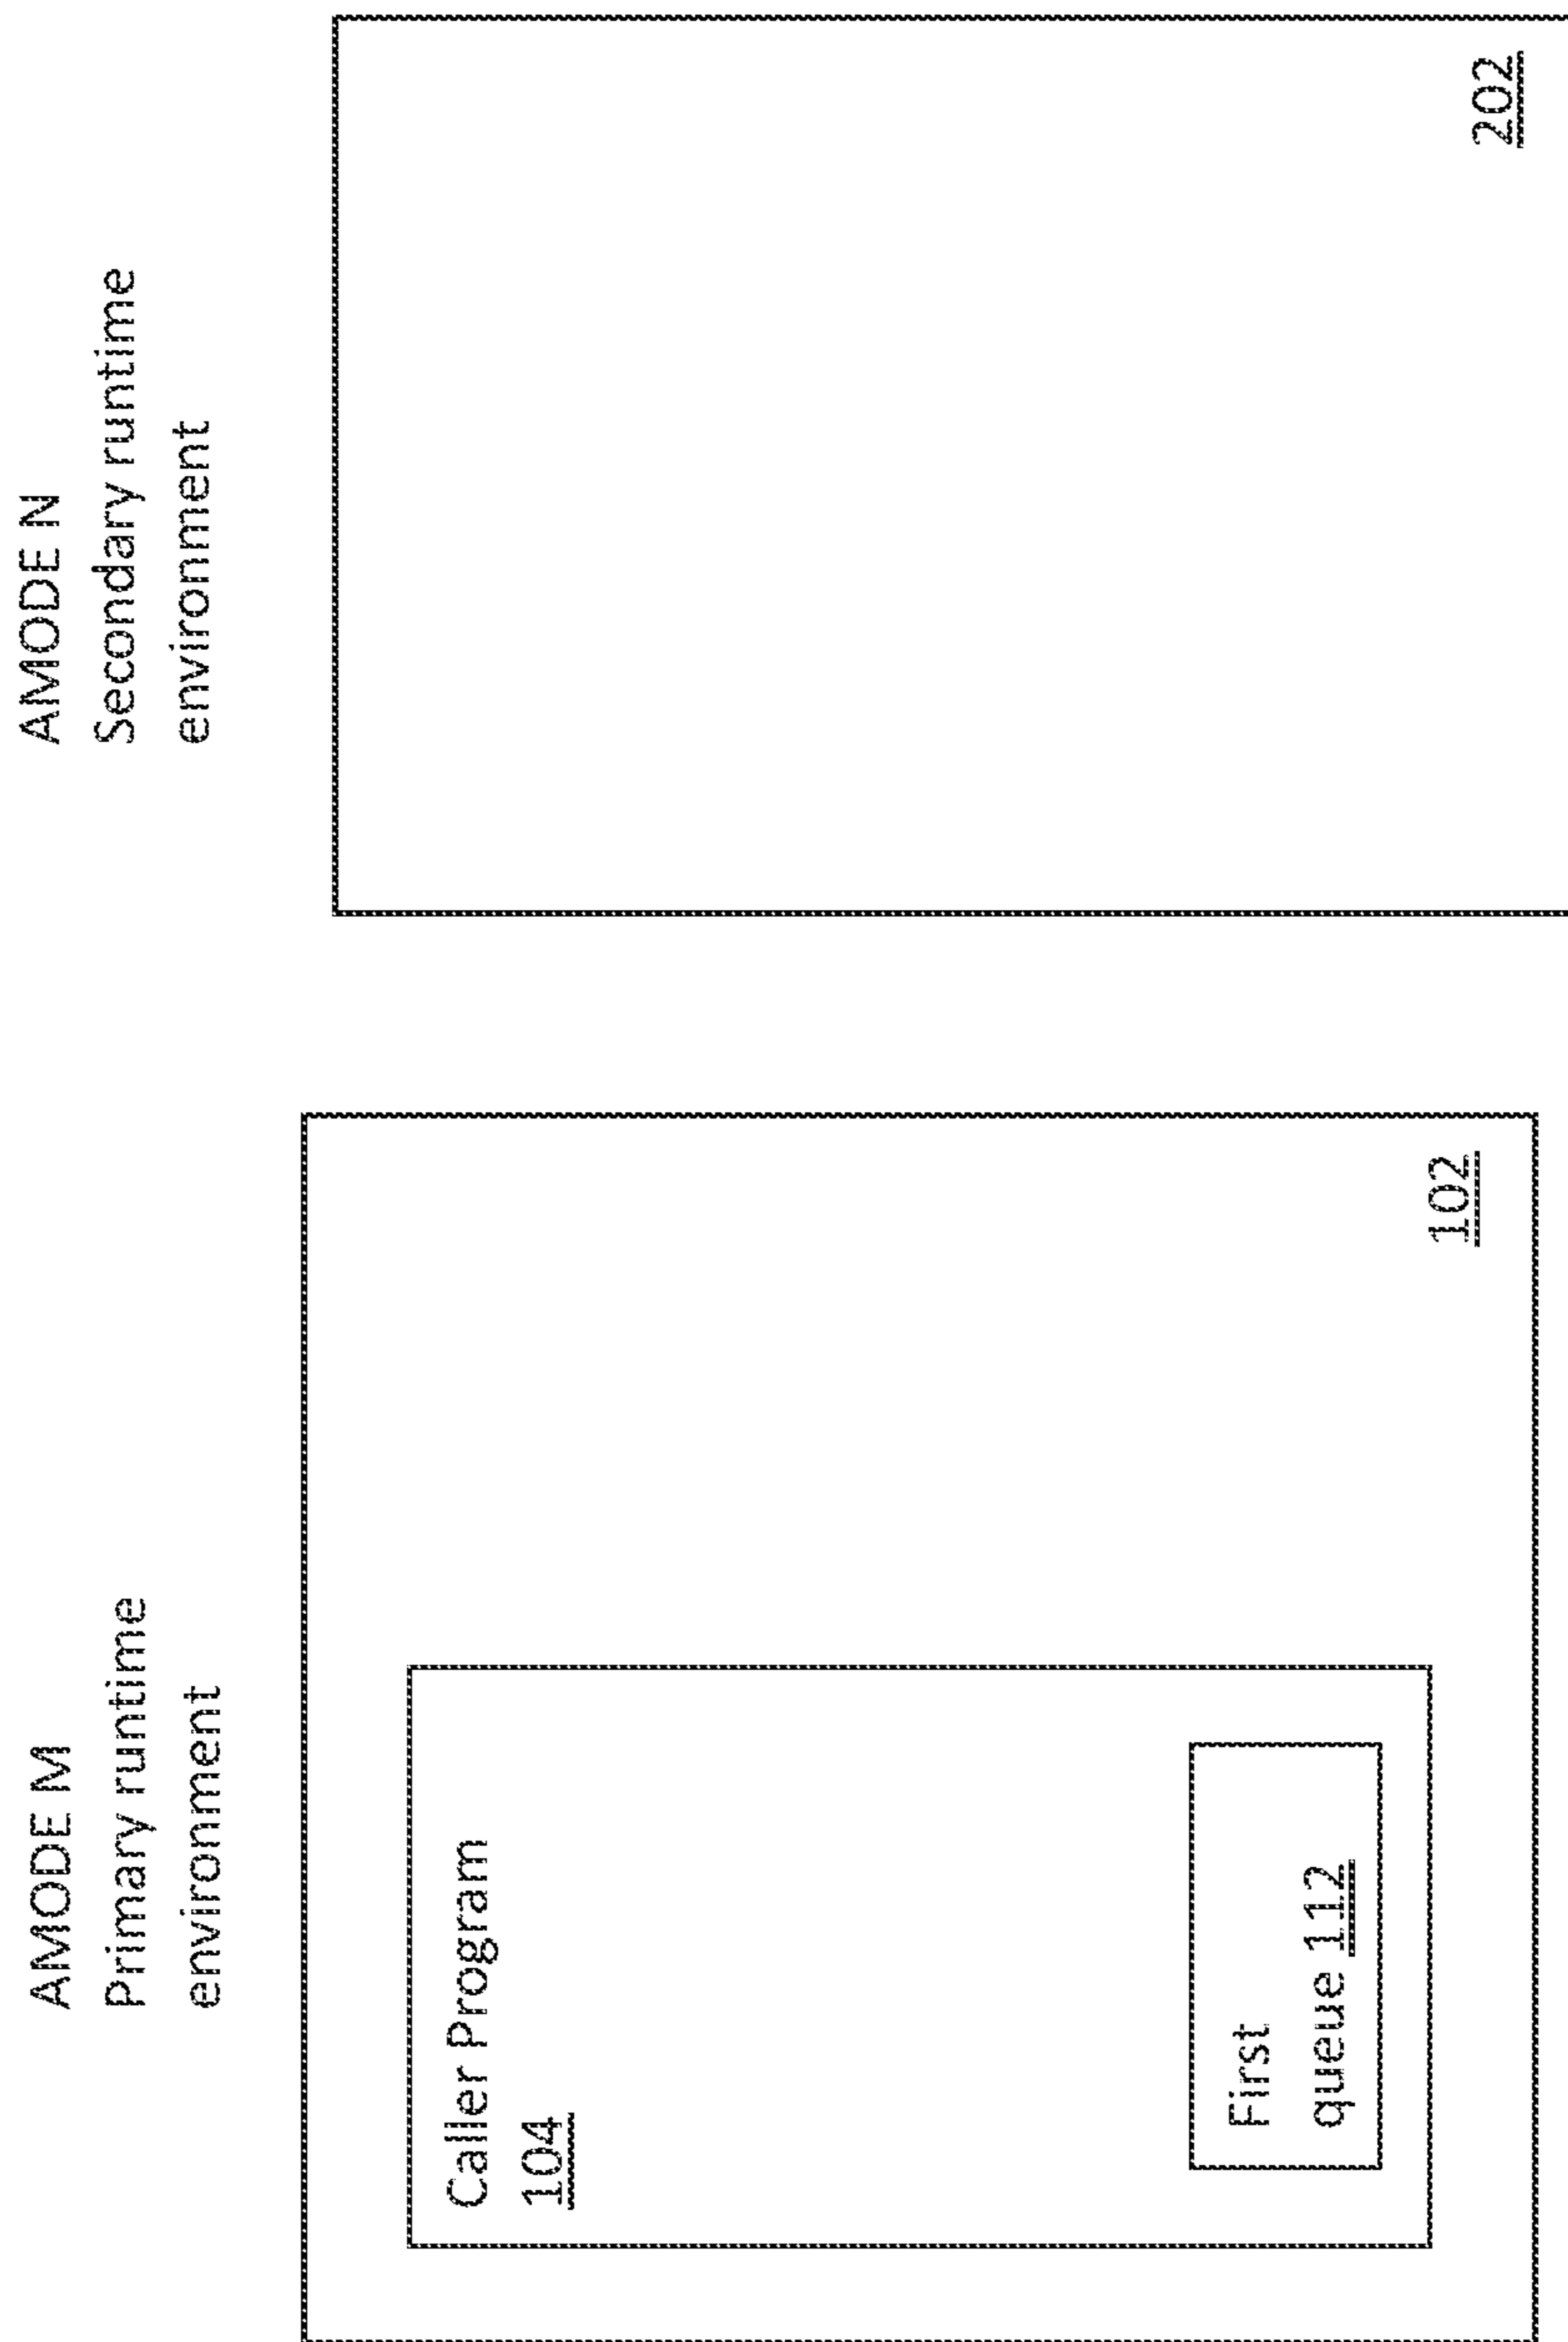 AMODE M
Primary runtime
environment
Caller Program
104
First
queue 112
102
AMODE N
Secondary runtime
environment
202